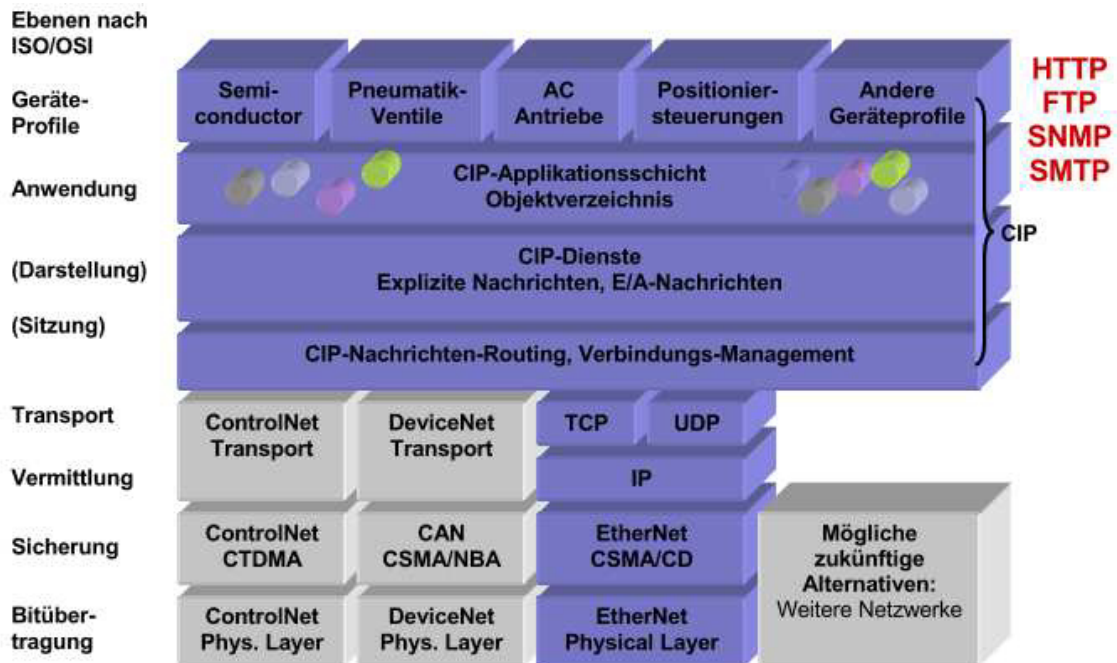 Ebenen nach
ISO/OSI
Geräte-
Profile
Semi-
conductor
Pneumatik-
Ventile
AC
Antriebe
Positionier-
steuerungen
Andere
Geräteprofile
HTTP
FTP
SNMP
SMTP
Anwendung
CIP-Applikationsschicht
Objektverzeichnis
CIP
(Darstellung)
CIP-Dienste
Explizite Nachrichten, E/A-Nachrichten
(Sitzung)
CIP-Nachrichten-Routing, Verbindungs-Management
Transport
ControlNet
Transport
DeviceNet
Transport
TCP
UDP
Vermittlung
IP
Sicherung
ControlNet
CTDMA
CAN
CSMA/NBA
EtherNet
CSMA/CD
Mögliche
zukünftige
Alternativen:
Weitere Netzwerke
Bitüber-
tragung
ControlNet
Phys. Layer
DeviceNet
Phys. Layer
EtherNet
Physical Layer